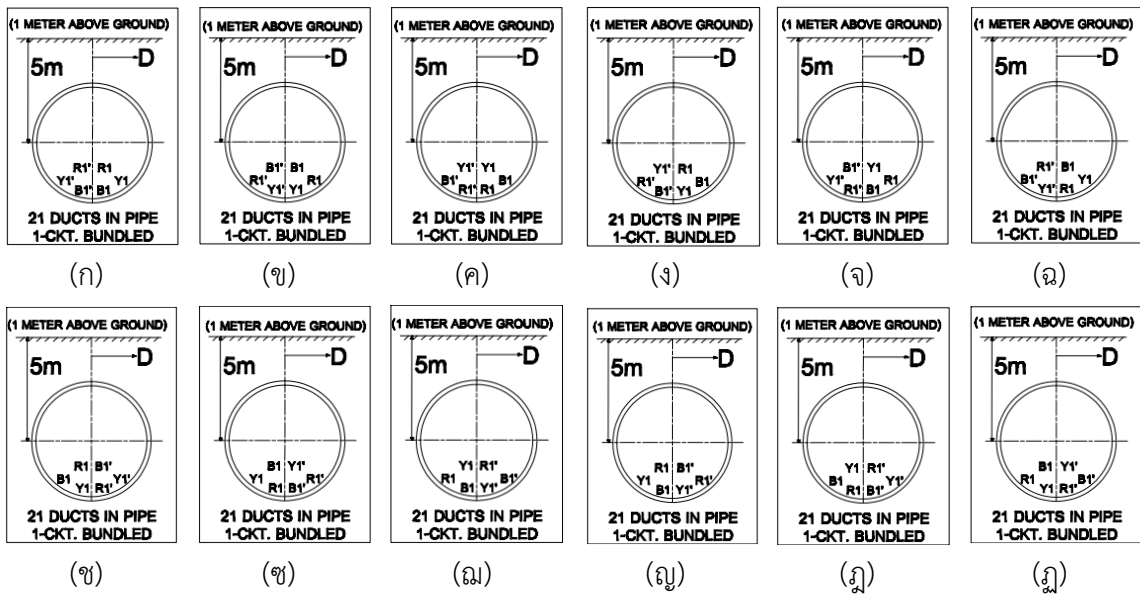 (1 METER ABOVE GROUND)
5m D
R1' R1
Y1' Y1
B1' B1
21 DUCTS IN PIPE
1-CKT. BUNDLED
(ก)
(1 METER ABOVE GROUND)
5m D
B1' B1
R1' R1
Y1' Y1
21 DUCTS IN PIPE
1-CKT. BUNDLED
(ข)
(1 METER ABOVE GROUND)
5m D
Y1' Y1
B1' B1
R1' R1
21 DUCTS IN PIPE
1-CKT. BUNDLED
(ค)
(1 METER ABOVE GROUND)
5m D
Y1' R1
R1' B1
B1' Y1
21 DUCTS IN PIPE
1-CKT. BUNDLED
(ง)
(1 METER ABOVE GROUND)
5m D
B1' Y1
Y1' R1
R1' B1
21 DUCTS IN PIPE
1-CKT. BUNDLED
(จ)
(1 METER ABOVE GROUND)
5m D
R1' B1
B1' Y1
Y1' R1
21 DUCTS IN PIPE
1-CKT. BUNDLED
(ฉ)
(1 METER ABOVE GROUND)
5m D
R1 B1'
B1 Y1'
Y1 R1'
21 DUCTS IN PIPE
1-CKT. BUNDLED
(ช)
(1 METER ABOVE GROUND)
5m D
B1 Y1'
Y1 R1'
R1 B1'
21 DUCTS IN PIPE
1-CKT. BUNDLED
(ซ)
(1 METER ABOVE GROUND)
5m D
Y1 R1'
R1 B1'
B1 Y1'
21 DUCTS IN PIPE
1-CKT. BUNDLED
(ฌ)
(1 METER ABOVE GROUND)
5m D
R1 B1'
Y1 R1'
B1 Y1'
21 DUCTS IN PIPE
1-CKT. BUNDLED
(ญ)
(1 METER ABOVE GROUND)
5m D
Y1 R1'
B1 Y1'
R1 B1'
21 DUCTS IN PIPE
1-CKT. BUNDLED
(ฎ)
(1 METER ABOVE GROUND)
5m D
B1 Y1'
R1 B1'
Y1 R1'
21 DUCTS IN PIPE
1-CKT. BUNDLED
(ฏ)